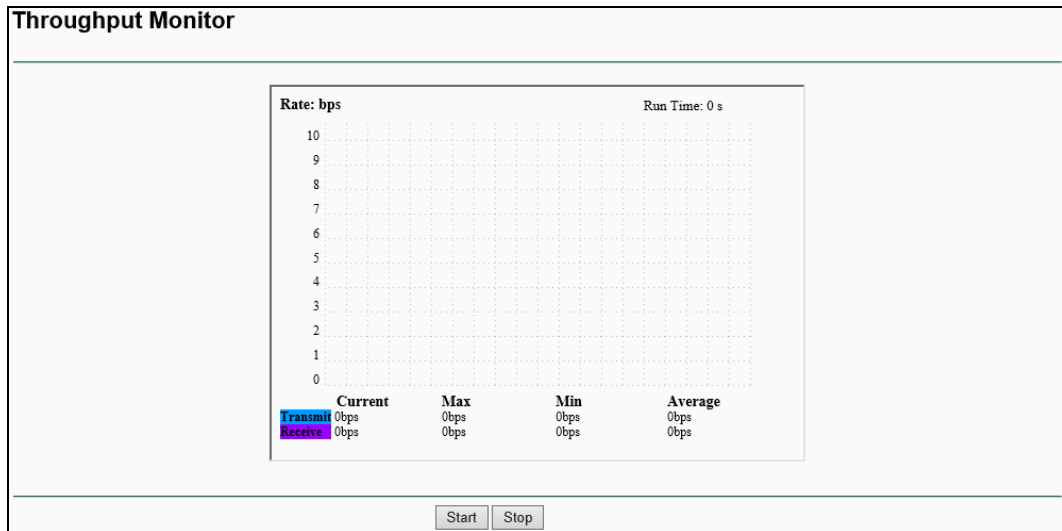 Throughput Monitor
Rate: bps Run Time: 0 s
10
9
8
7
6
5
4
3
2
1
0
Current Max Min Average
Transmit 0bps 0bps 0bps 0bps
Receive 0bps 0bps 0bps 0bps
Start Stop